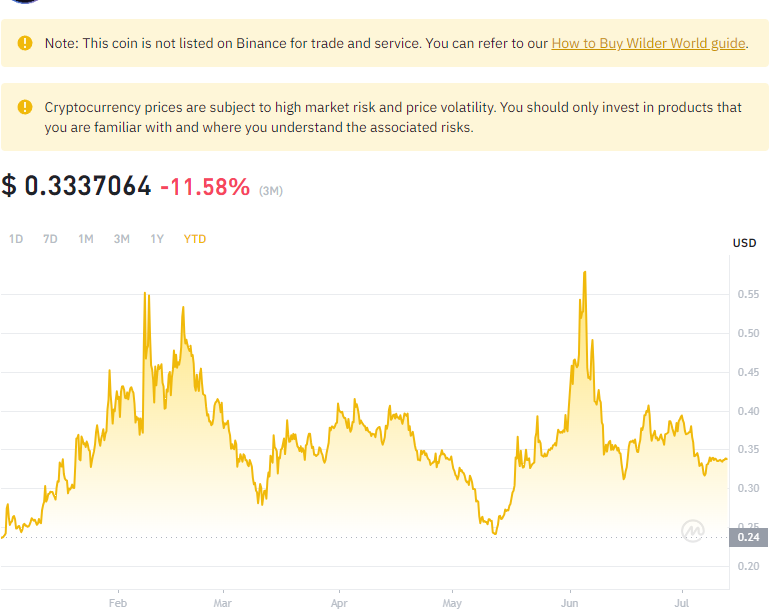 Note: This coin is not listed on Binance for trade and service. You can refer to our How to Buy Wilder World guide.
Cryptocurrency prices are subject to high market risk and price volatility. You should only invest in products that
you are familiar with and where you understand the associated risks.
$ 0.3337064 -11.58% (3M)
1D 7D 1M 3M 1Y YTD
USD
0.55
0.50
0.45
0.40
0.35
0.30
0.25
0.24
0.20
Feb Mar Apr May Jun Jul